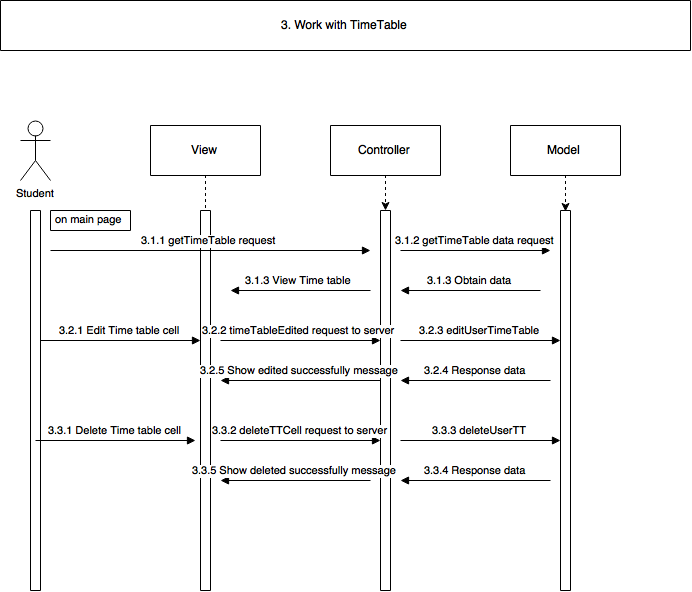 3. Work with TimeTable
View
Controller
Model
Student
on main page
3.1.1 getTimeTable request
3.1.2 getTimeTable data request
3.1.3 View Time table
3.1.3 Obtain data
3.2.1 Edit Time table cell
3.2.2 timeTableEdited request to server
3.2.3 editUserTimeTable
3.2.5 Show edited successfully message
3.2.4 Response data
3.3.1 Delete Time table cell
3.3.2 deleteTTCell request to server
3.3.3 deleteUserTT
3.3.5 Show deleted successfully message
3.3.4 Response data